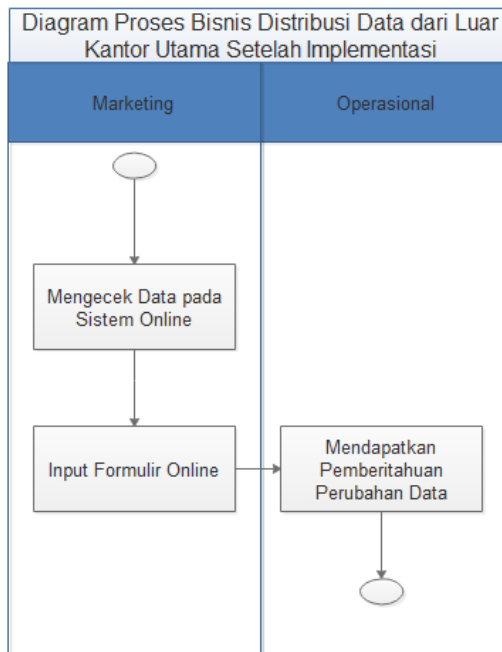 Diagram Proses Bisnis Distribusi Data dari Luar
Kantor Utama Setelah Implementasi
Marketing
Operasional
Mengecek Data pada
Sistem Online
Input Formulir Online
Mendapatkan
Pemberitahuan
Perubahan Data